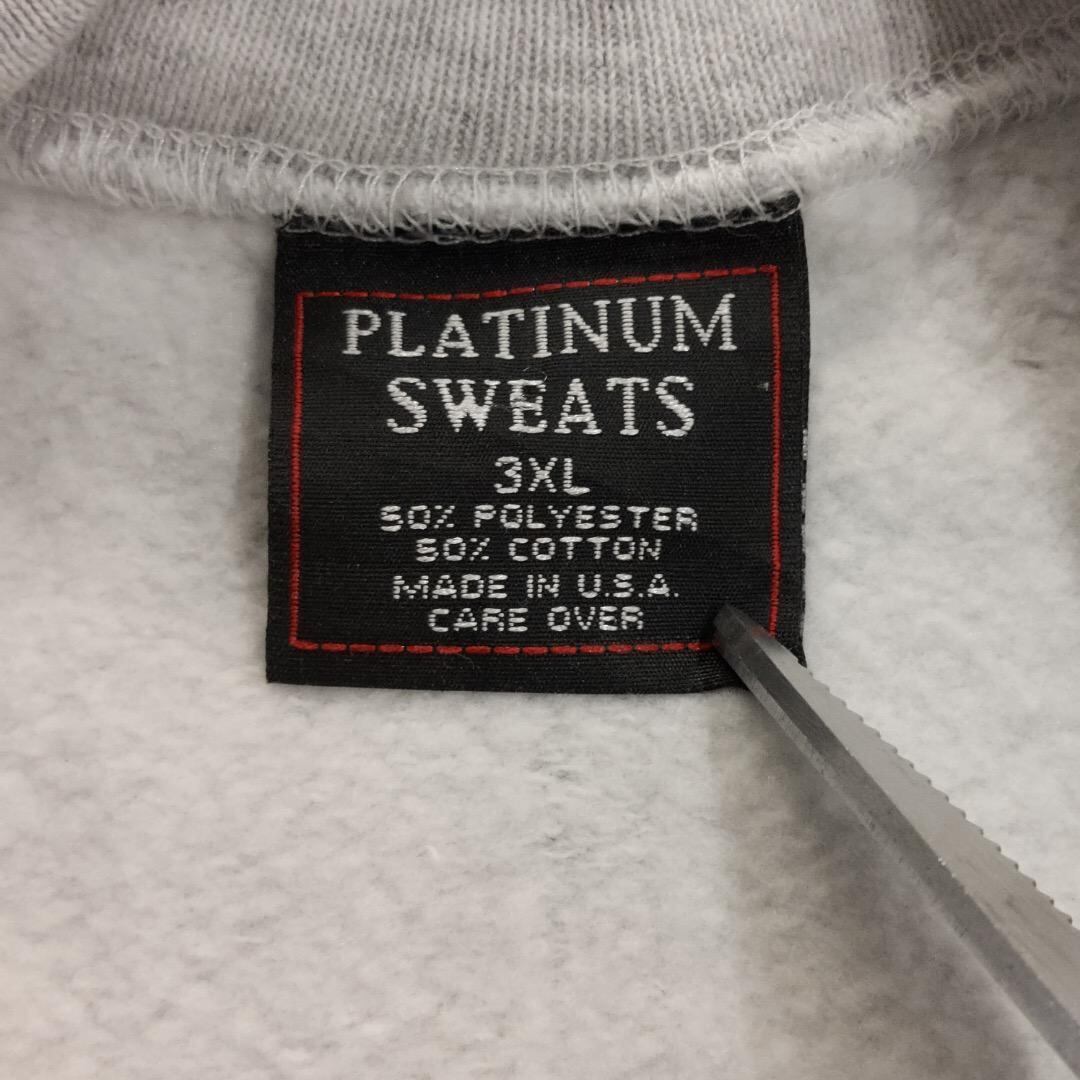 PLATINUM
SWEATS
3XL
50% POLYESTER
50% COTTON
MADE IN U.S.A.
CARE OVER